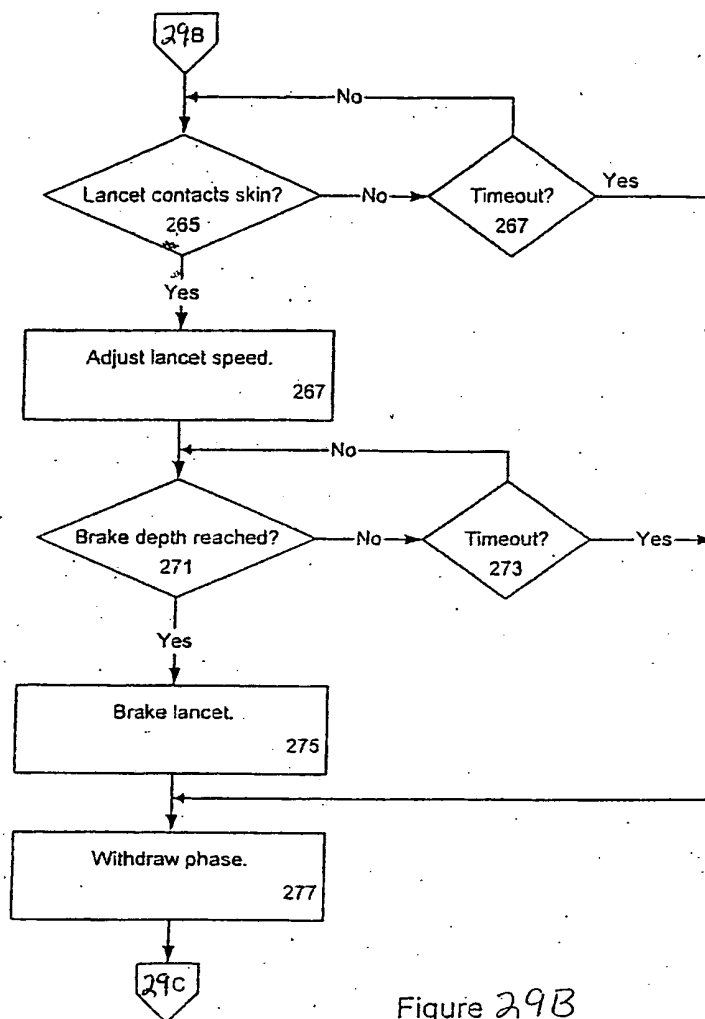 29B
No
Lancet contacts skin?
265
No
Timeout?
267
Yes
Yes
Adjust lancet speed.
267
No
Brake depth reached?
271
No
Timeout?
273
Yes
Yes
Brake lancet.
275
Withdraw phase.
277
29C
Figure 29B